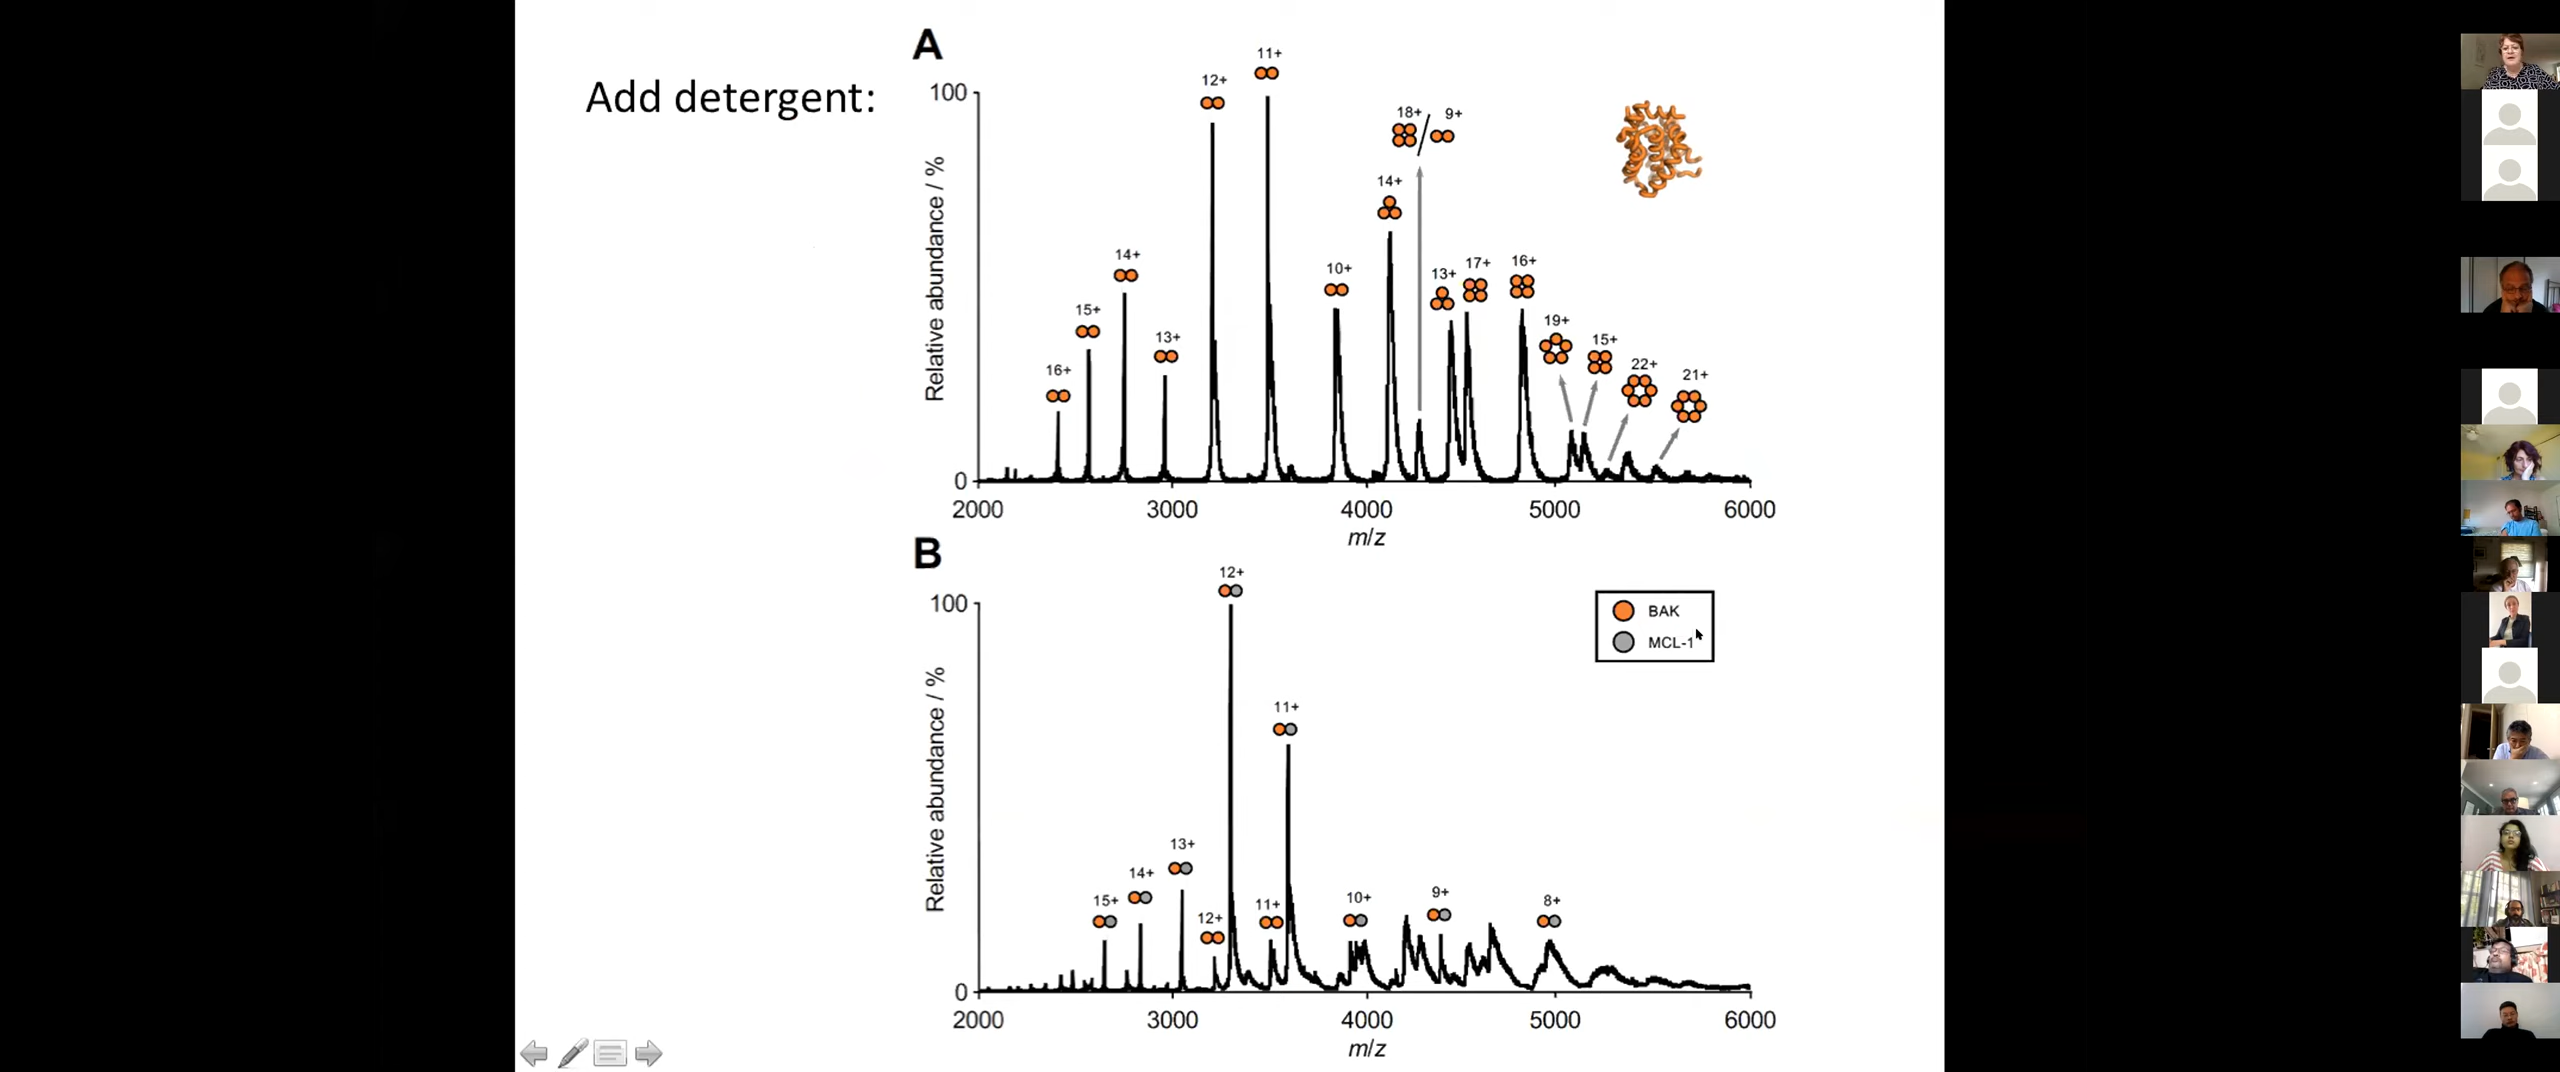 Add detergent:
A
Relative abundance / %
100
0
16+
15+
14+
13+
12+
11+
10+
14+
18+ / 9+
13+
17+
16+
19+
15+
22+
21+
2000 3000 4000 5000 6000
m/z
B
Relative abundance / %
100
0
15+
14+
13+
12+
12+
11+
11+
10+
9+
8+
BAK
MCL-1
2000 3000 4000 5000 6000
m/z